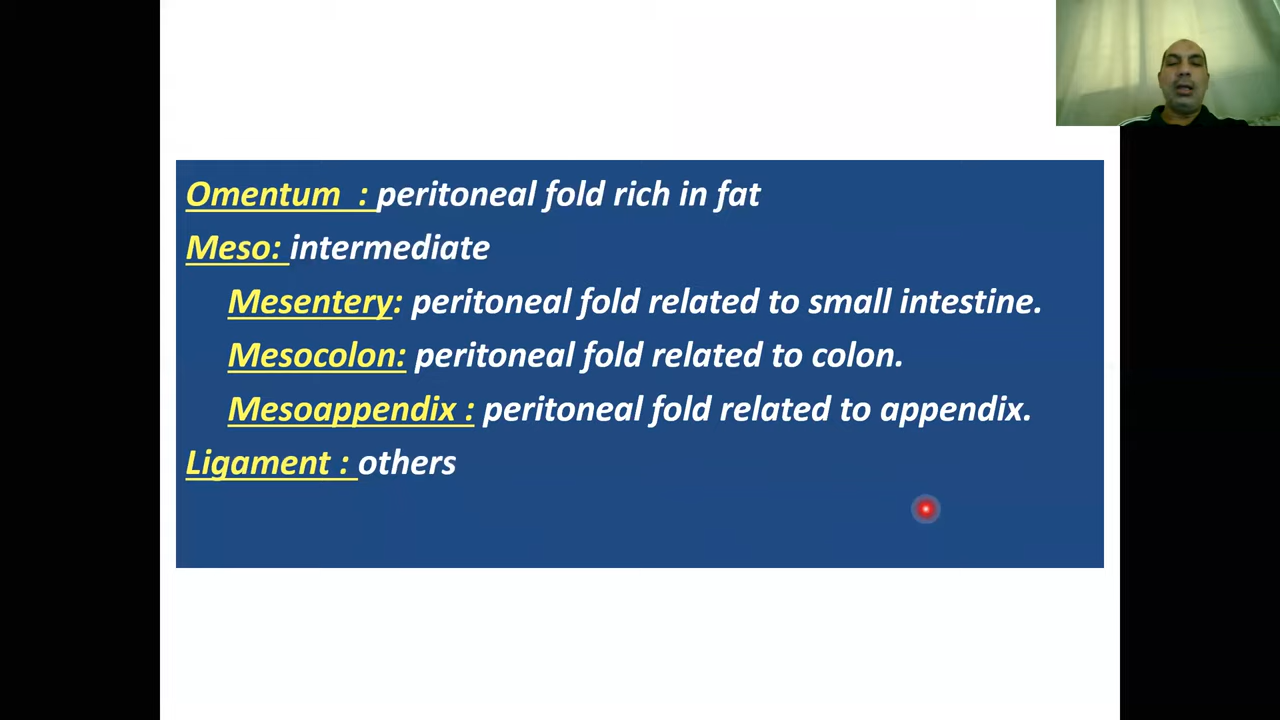 Omentum : peritoneal fold rich in fat
Meso: intermediate
Mesentery: peritoneal fold related to small intestine.
Mesocolon: peritoneal fold related to colon.
Mesoappendix : peritoneal fold related to appendix.
Ligament : others